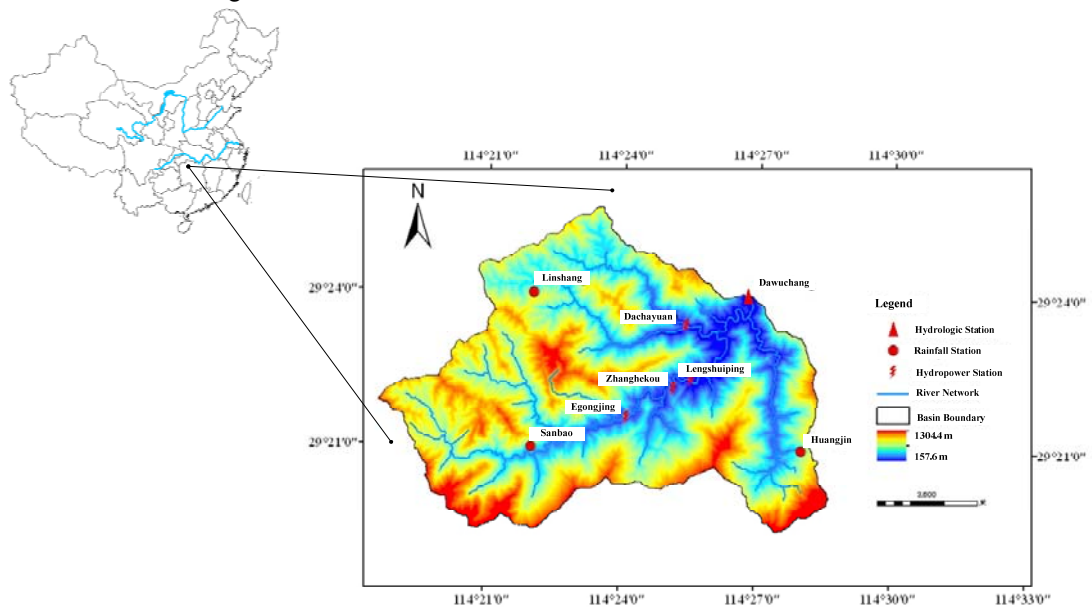 114°21'0"
114°24'0"
114°27'0"
114°30'0"
N
29°24'0"
29°24'0"
Linshang
Dawuchang
Dachayuan
Legend
Hydrologic Station
Rainfall Station
Hydropower Station
River Network
Basin Boundary
1304.4 m
157.6 m
Lengshuiping
Zhanghekou
Egongjing
Sanbao
Huangjin
29°21'0"
29°21'0"
114°21'0"
114°24'0"
114°27'0"
114°30'0"
114°33'0"